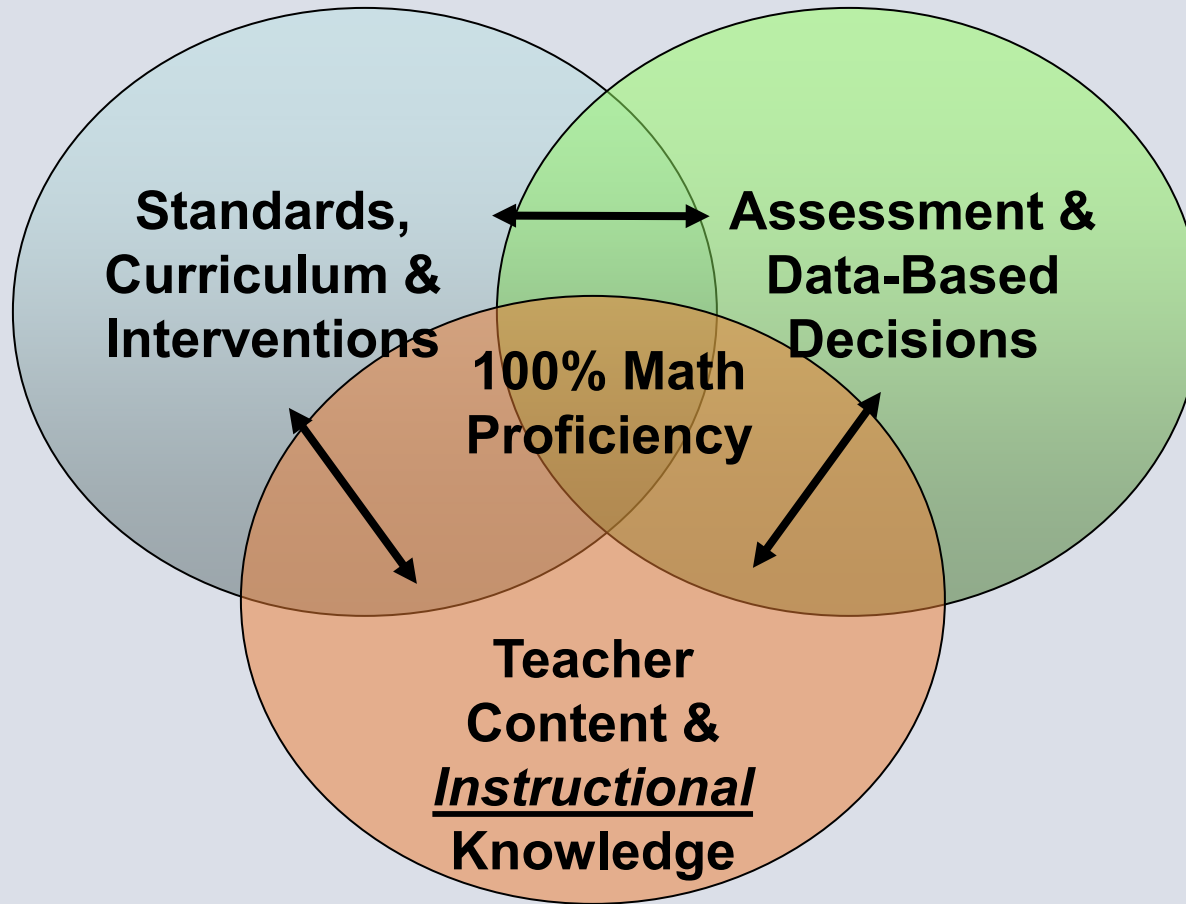 Standards,
Curriculum &
Interventions
Assessment &
Data-Based
Decisions
100% Math
Proficiency
Teacher
Content &
Instructional
Knowledge